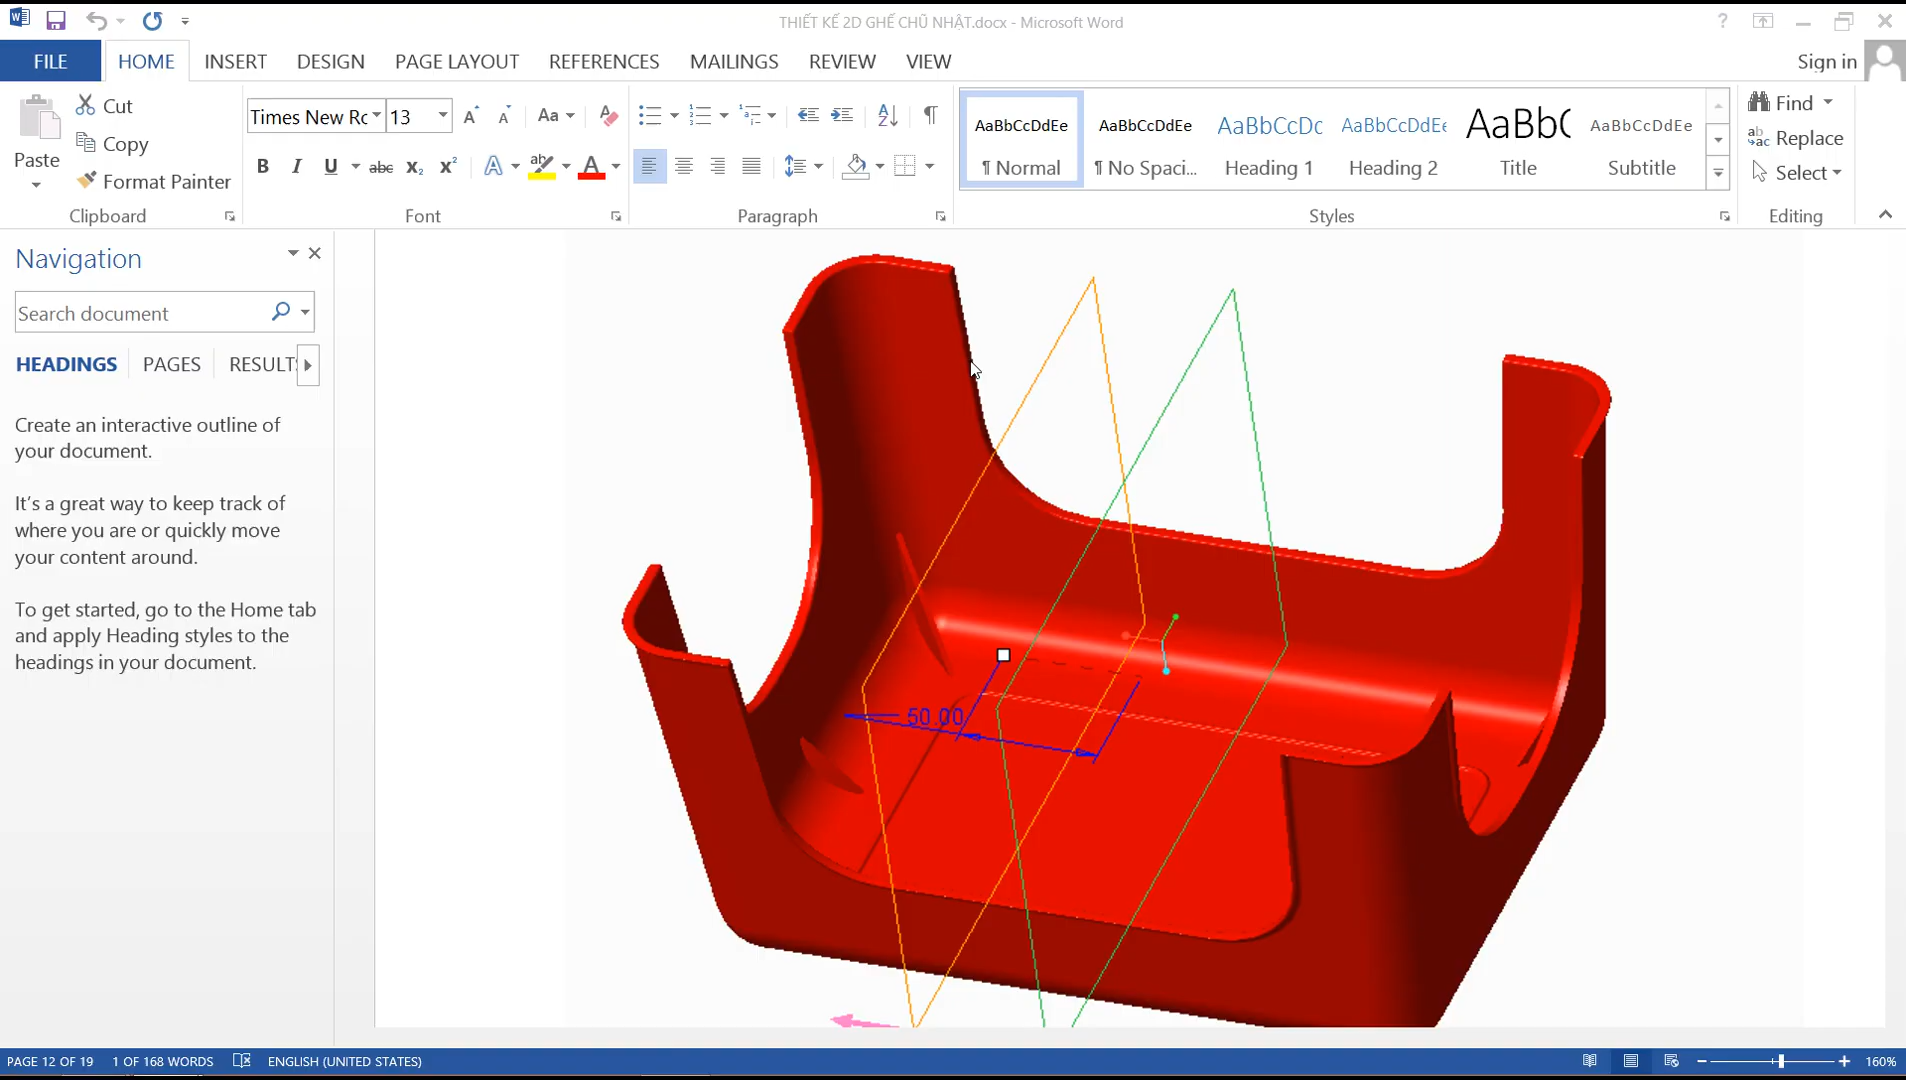 THIẾT KẾ 2D GHẾ CHŨ NHẬT.docx - Microsoft Word
FILE HOME INSERT DESIGN PAGE LAYOUT REFERENCES MAILINGS REVIEW VIEW Sign in
Paste
Cut
Copy
Format Painter
Clipboard
Times New Rc 13
Font
Paragraph
AaBbCcDdEe AaBbCcDdEe AaBbCcDc AaBbCcDdEe AaBbC AaBbCcDdEe
¶ Normal ¶ No Spaci... Heading 1 Heading 2 Title Subtitle
Styles
Find
Replace
Select
Editing
Navigation
Search document
HEADINGS PAGES RESULTS
Create an interactive outline of
your document.
It's a great way to keep track of
where you are or quickly move
your content around.
To get started, go to the Home tab
and apply Heading styles to the
headings in your document.
50.00
PAGE 12 OF 19 1 OF 168 WORDS ENGLISH (UNITED STATES) 160%